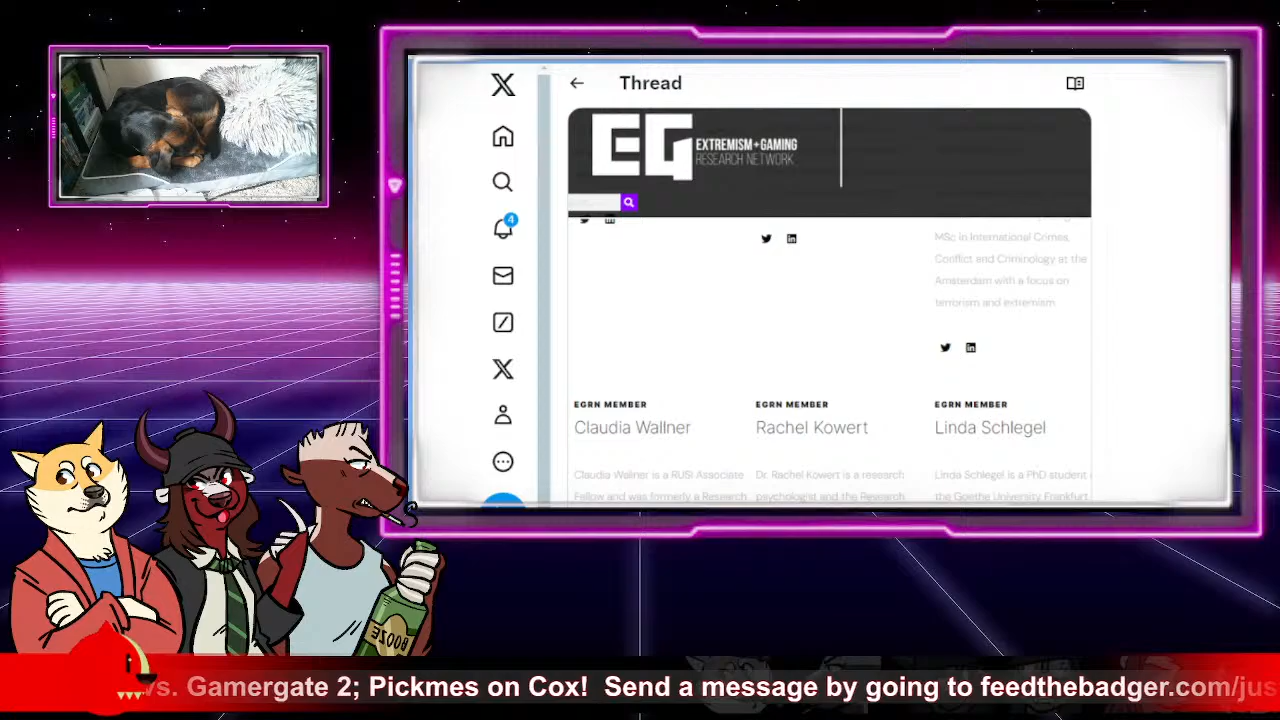 Thread
EG EXTREMISM+GAMING
RESEARCH NETWORK
4
MSc in International Crimes,
Conflict and Criminology at the
Amsterdam with a focus on
terrorism and extremism.
EGRN MEMBER
Claudia Wallner
Claudia Wallner is a RUSI Associate
Fellow and was formerly a Research
EGRN MEMBER
Rachel Kowert
Dr. Rachel Kowert is a research
psychologist and the Research
EGRN MEMBER
Linda Schlegel
Linda Schlegel is a PhD student
the Goethe University Frankfurt
BOOZE
vs. Gamergate 2; Pickmes on Cox! Send a message by going to feedthebadger.com/jus